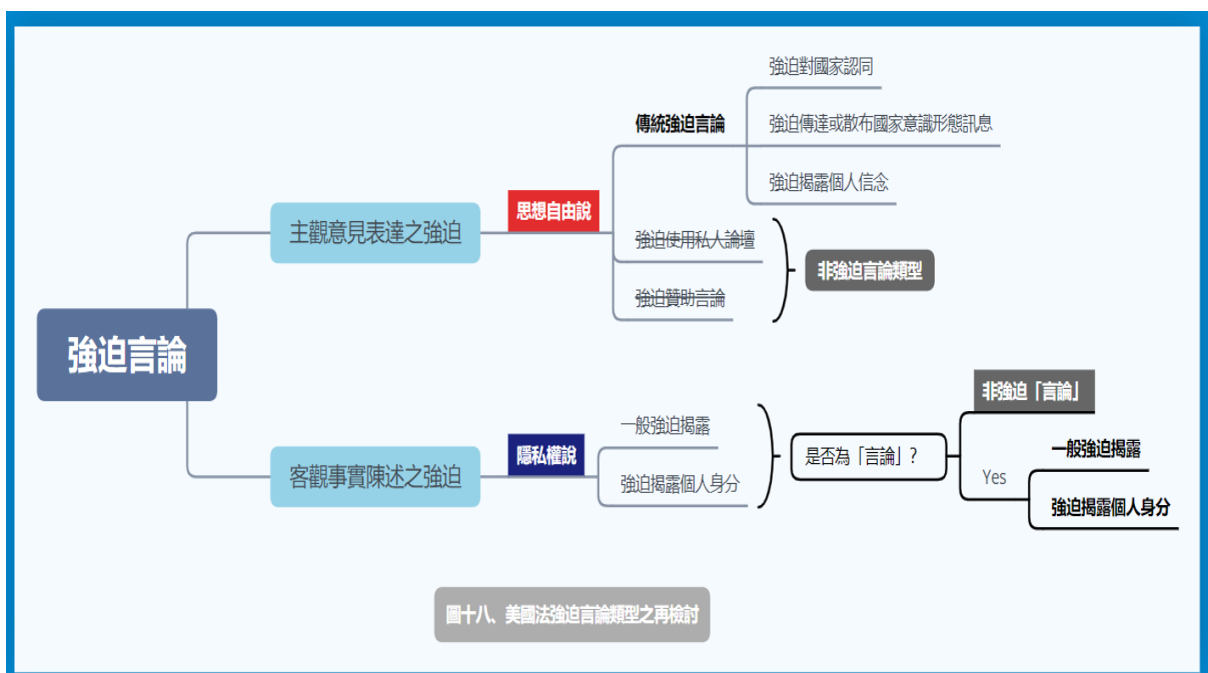 強迫言論
主觀意見表達之強迫
思想自由說
傳統強迫言論
強迫對國家認同
強迫傳達或散布國家意識形態訊息
強迫揭露個人信念
強迫使用私人論壇
強迫贊助言論
非強迫言論類型
客觀事實陳述之強迫
隱私權說
一般強迫揭露
強迫揭露個人身分
是否為「言論」?
非強迫「言論」
Yes
一般強迫揭露
強迫揭露個人身分
圖十八、美國法強迫言論類型之再檢討